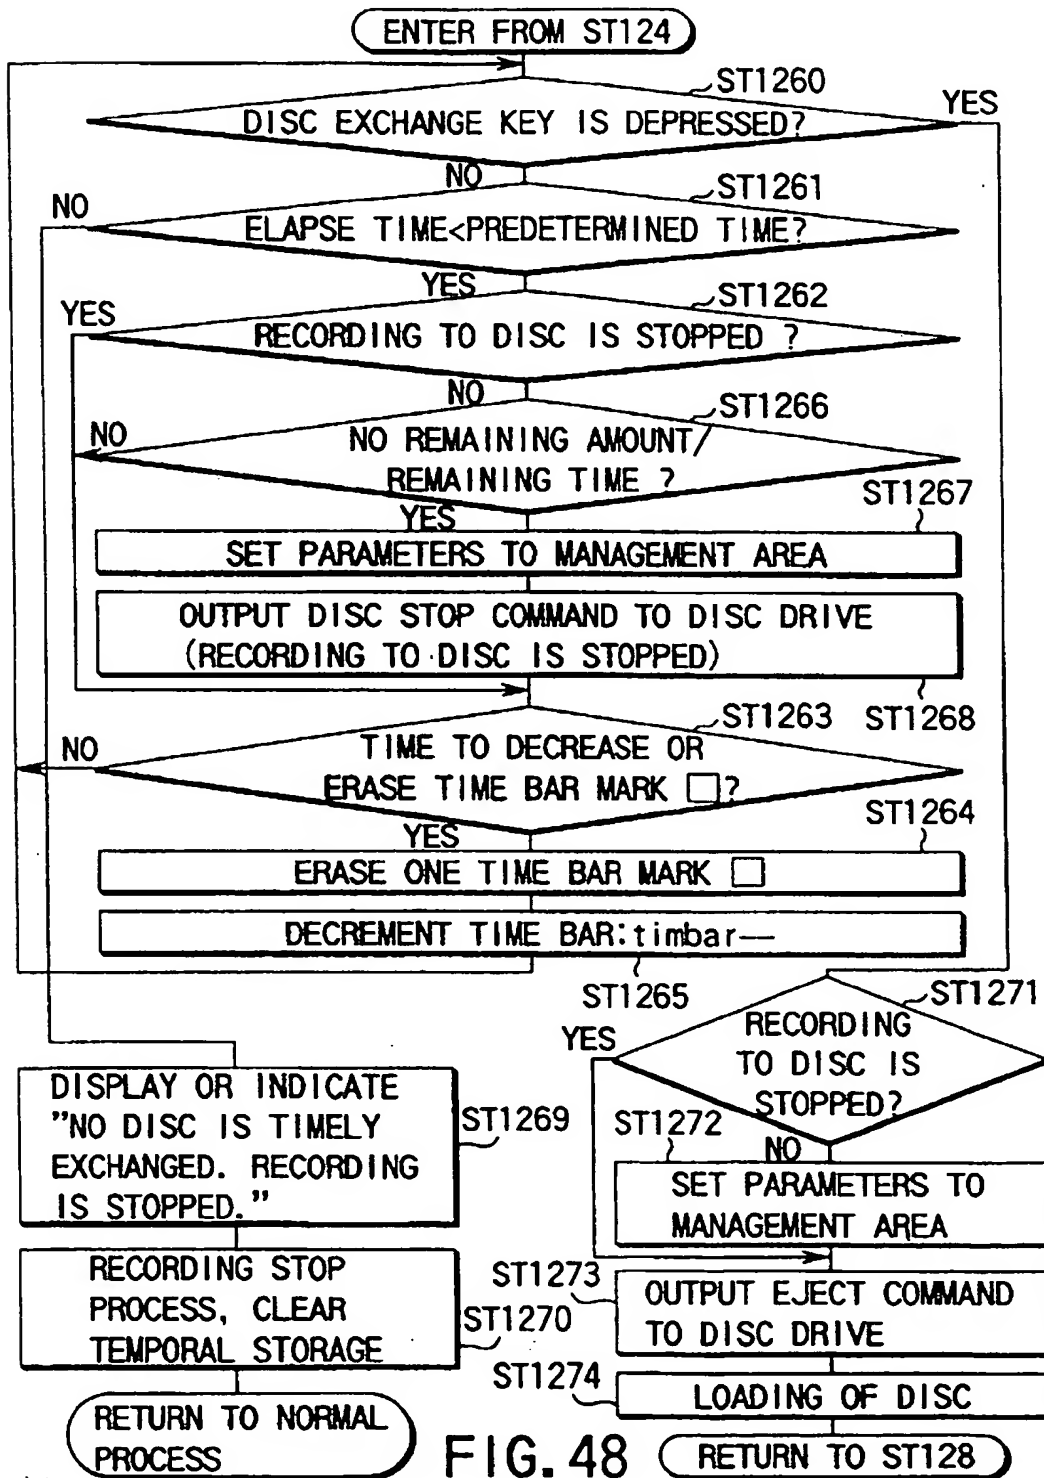 ENTER FROM ST124
ST1260
DISC EXCHANGE KEY IS DEPRESSED?
YES
NO
ST1261
NO
ELAPSE TIME<PREDETERMINED TIME?
YES
ST1262
YES
RECORDING TO DISC IS STOPPED ?
NO
ST1266
NO
NO REMAINING AMOUNT/
REMAINING TIME ?
YES
ST1267
SET PARAMETERS TO MANAGEMENT AREA
OUTPUT DISC STOP COMMAND TO DISC DRIVE
(RECORDING TO DISC IS STOPPED)
ST1268
ST1263
NO
TIME TO DECREASE OR
ERASE TIME BAR MARK □?
YES
ST1264
ERASE ONE TIME BAR MARK □
DECREMENT TIME BAR:timbar--
ST1265
ST1271
YES
RECORDING
TO DISC IS
STOPPED?
NO
ST1272
SET PARAMETERS TO
MANAGEMENT AREA
DISPLAY OR INDICATE
"NO DISC IS TIMELY
EXCHANGED. RECORDING
IS STOPPED."
ST1269
RECORDING STOP
PROCESS, CLEAR
TEMPORAL STORAGE
ST1270
RETURN TO NORMAL
PROCESS
ST1273
OUTPUT EJECT COMMAND
TO DISC DRIVE
ST1274
LOADING OF DISC
RETURN TO ST128
FIG. 48